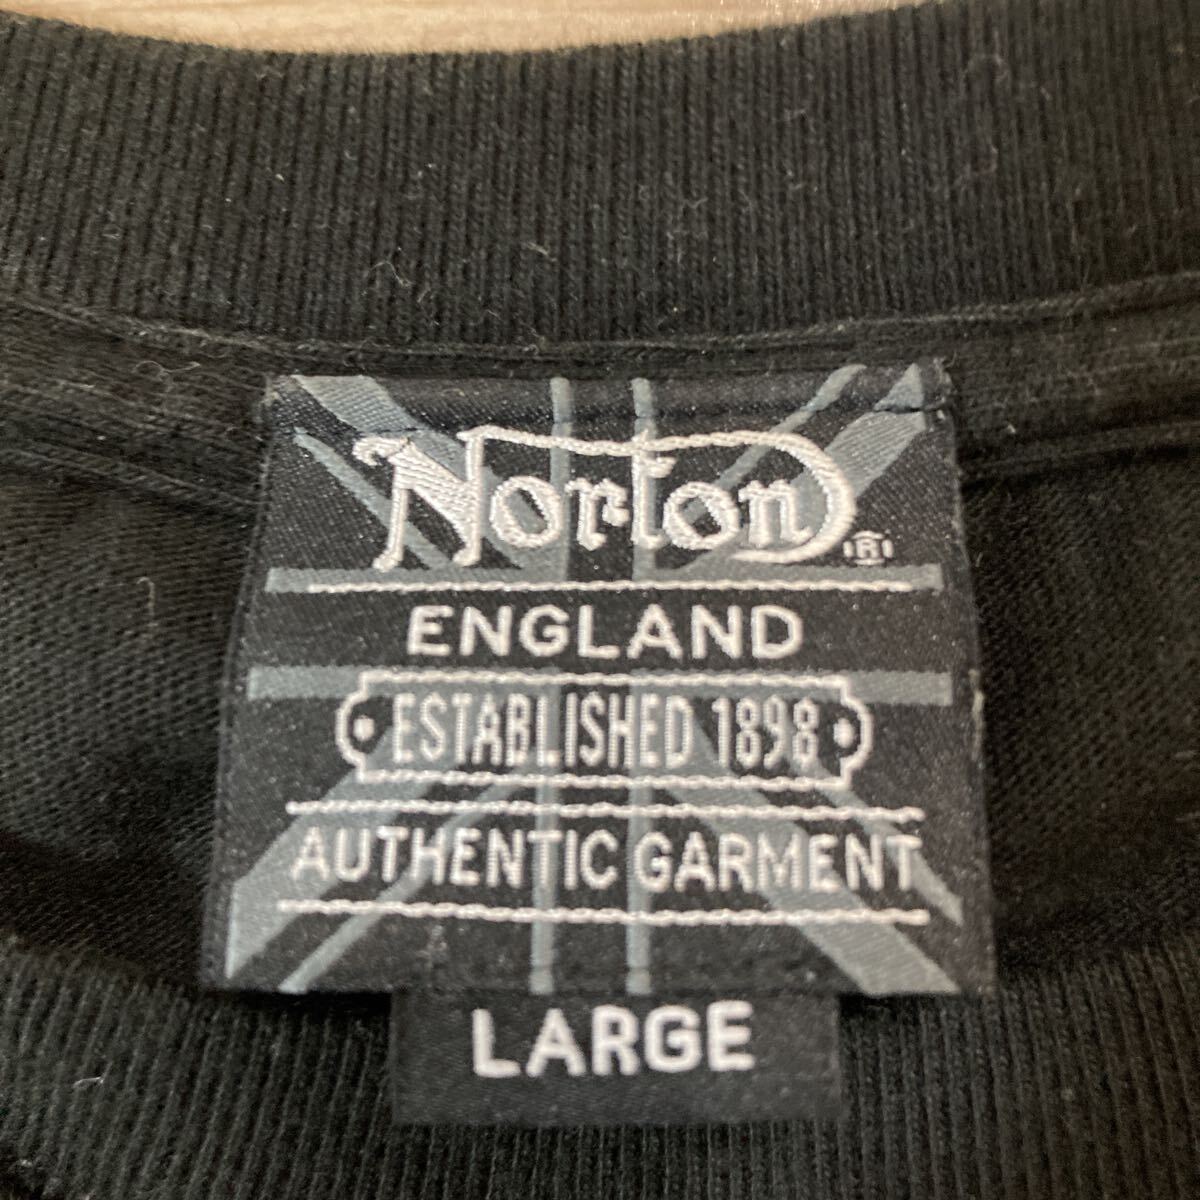 Norton ®
ENGLAND
ESTABLISHED 1898
AUTHENTIC GARMENT
LARGE